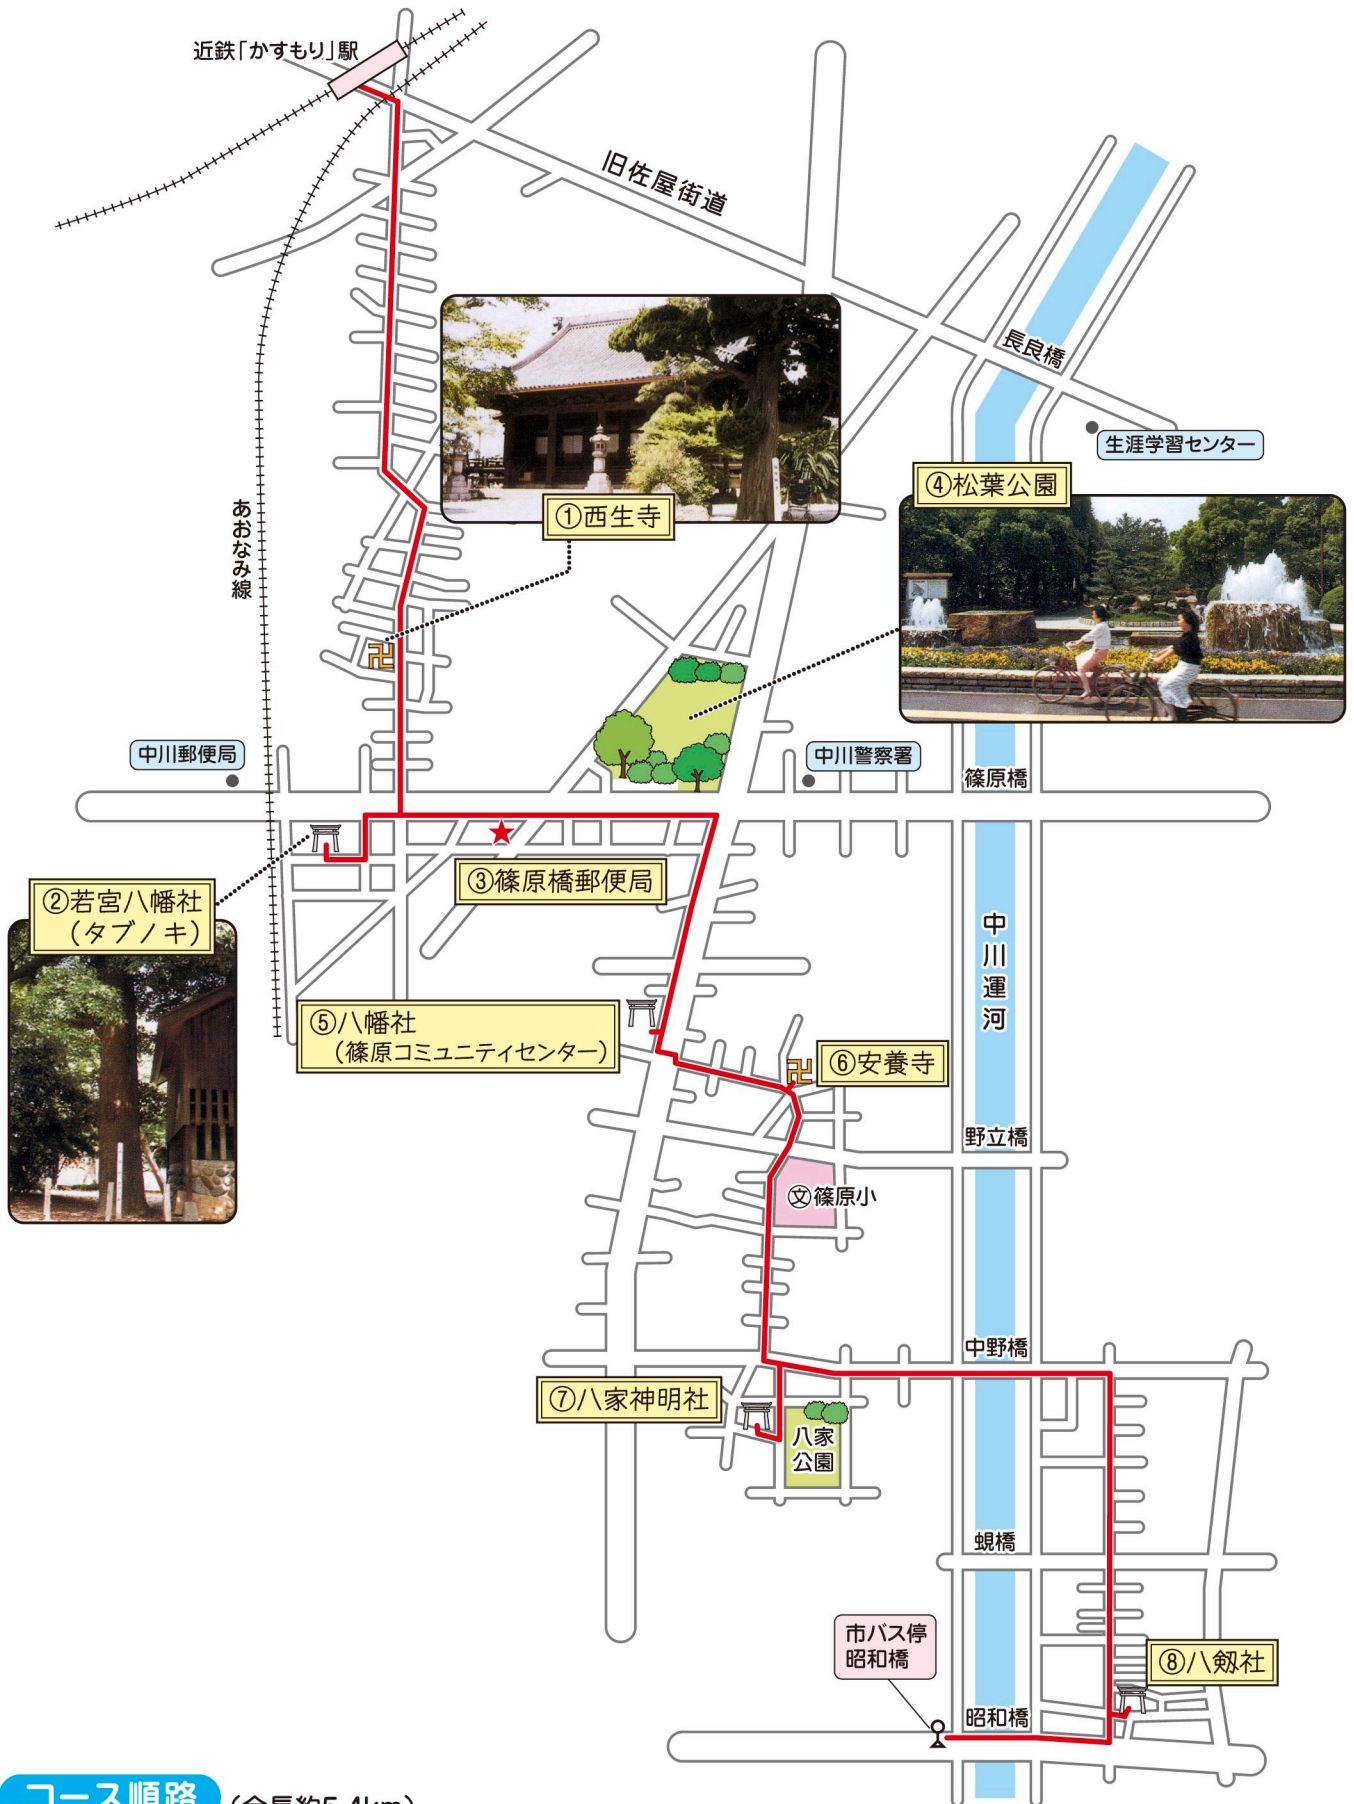 近鉄「かすもり」駅
旧佐屋街道
長良橋
生涯学習センター
①西生寺
④松葉公園
あおなみ線
中川郵便局
中川警察署
篠原橋
②若宮八幡社
(タブノキ)
③篠原橋郵便局
中川運河
⑤八幡社
(篠原コミュニティセンター)
⑥安養寺
野立橋
文 篠原小
中野橋
⑦八家神明社
八家
公園
蜆橋
市バス停
昭和橋
⑧八剱社
昭和橋
コース順路 (全長約5.4km)